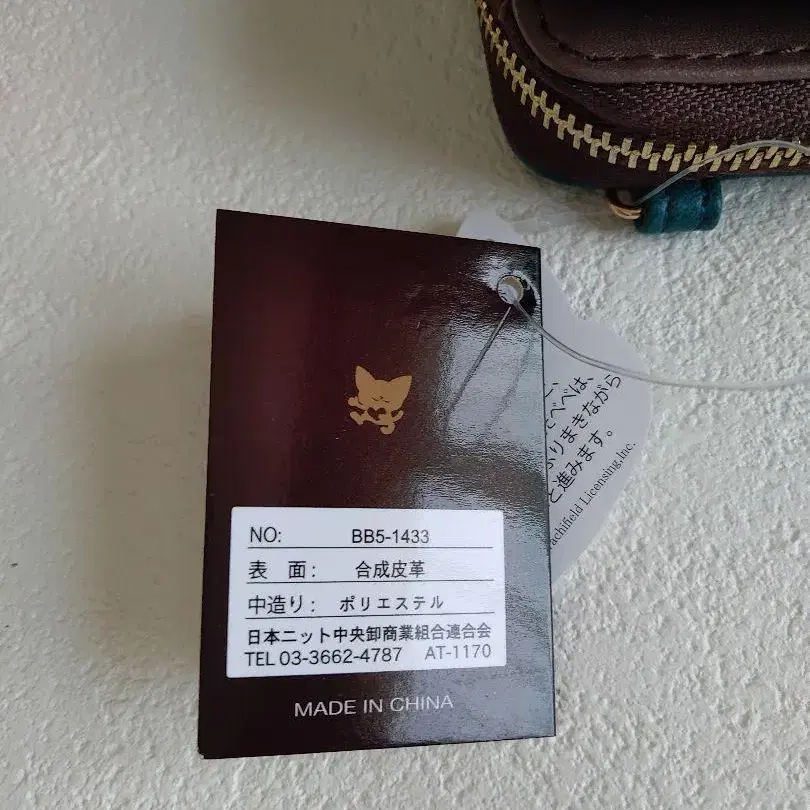 NO: BB5-1433
表 面: 合成皮革
中造り: ポリエステル
日本ニット中央卸商業組合連合会
TEL 03-3662-4787 AT-1170
MADE IN CHINA
べべは、
りまきながら
と進みます。
achifield Licensing,Inc.